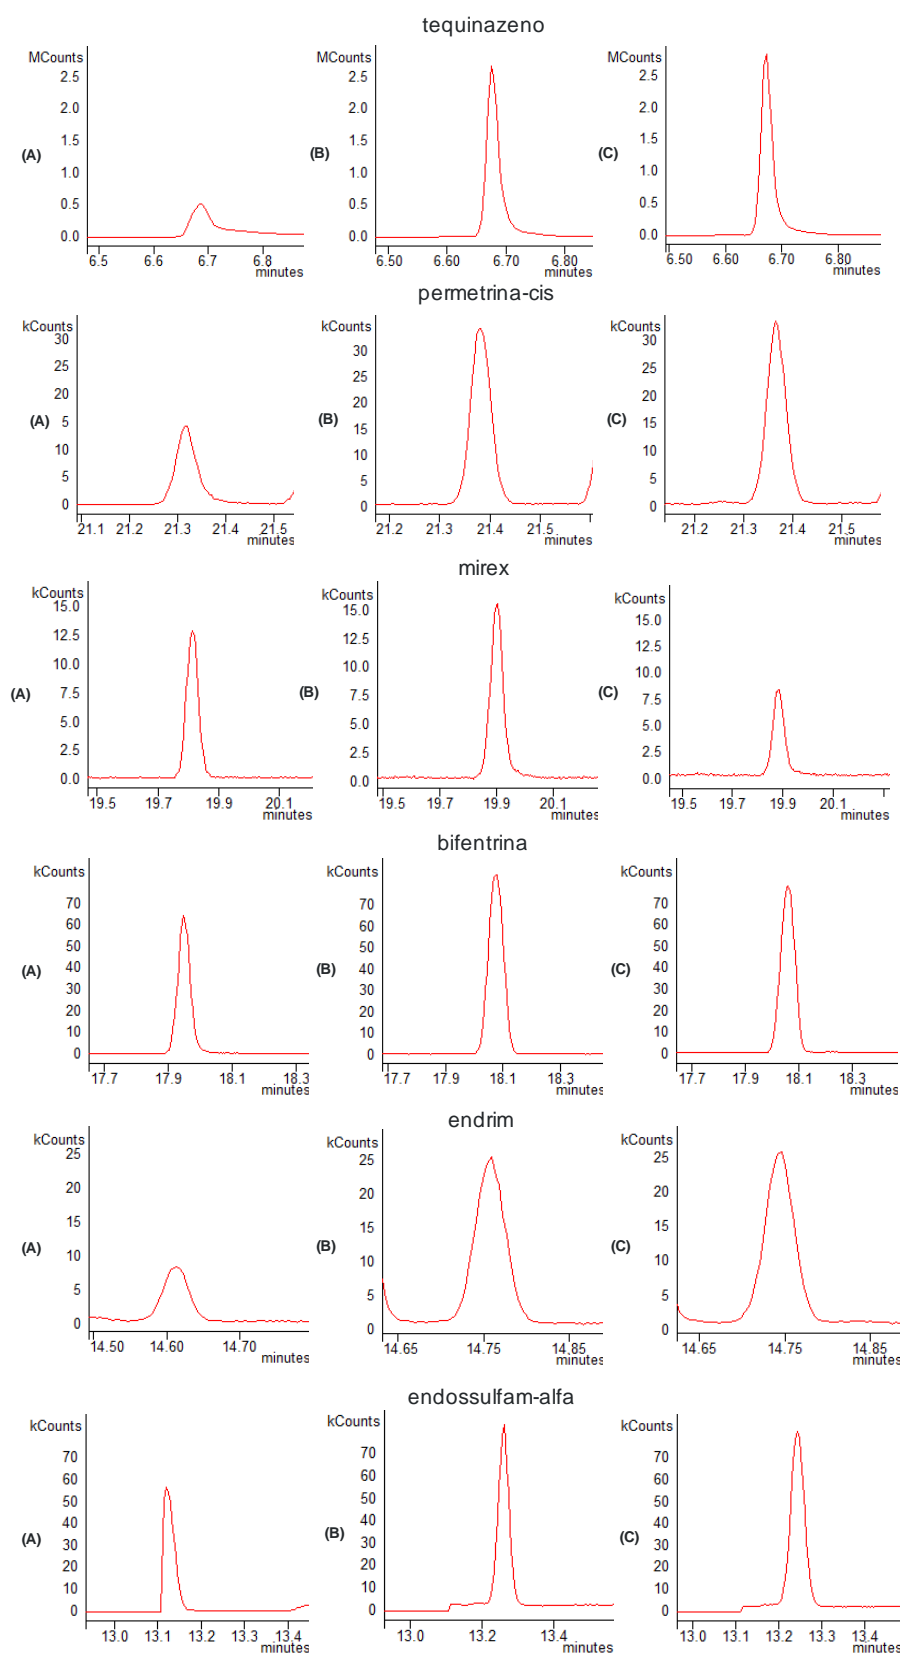 tequinazeno
MCounts MCounts MCounts
2.5 2.5 2.5
2.0 2.0 2.0
1.5 1.5 1.5
(A) (B) (C)
1.0 1.0 1.0
0.5 0.5 0.5
0.0 0.0 0.0
6.5 6.6 6.7 6.8 6.50 6.60 6.70 6.80 6.50 6.60 6.80
minutes minutes minutes
permetrina-cis
kCounts kCounts kCounts
30 30 30
25 25 25
20 20 20
(A) 5 (B) 15 (C) 15
10 10 10
5 5 5
0 0 0
21.1 21.2 21.3 21.4 21.5 21.2 21.3 21.4 21.5 21.2 21.3 21.4 21.5
minutes minutes minutes
mirex
kCounts kCounts kCounts
15.0 15.0 15.0
12.5 12.5 12.5
10.0 10.0 10.0
(A) 7.5 (B) 7.5 (C) 7.5
5.0 5.0 5.0
2.5 2.5 2.5
0.0 0.0 0.0
19.5 19.7 19.9 20.1 19.5 19.7 19.9 20.1 19.5 19.7 19.9 20.1
minutes minutes minutes
bifentrina
kCounts kCounts kCounts
70 70 70
60 60 60
50 50 50
(A) 40 (B) 40 (C) 40
30 30 30
20 20 20
10 10 10
0 0 0
17.7 17.9 18.1 18.3 17.7 17.9 18.1 18.3 17.7 17.9 18.1 18.3
minutes minutes minutes
endrim
kCounts kCounts kCounts
25 25 25
20 20 20
15 15 15
(A) (B) (C)
10 10 10
5 5 5
0 0 0
14.50 14.60 14.70 14.65 14.75 14.85 14.65 14.75 14.85
minutes minutes minutes
endossulfam-alfa
kCounts kCounts kCounts
70 70 70
60 60 60
50 50 50
40 40 40
(A) (B) (C)
30 30 30
20 20 20
10 10 10
0 0 0
13.0 13.1 13.2 13.3 13.4 13.0 13.2 13.4 13.0 13.1 13.2 13.3 13.4
minutes minutes minutes